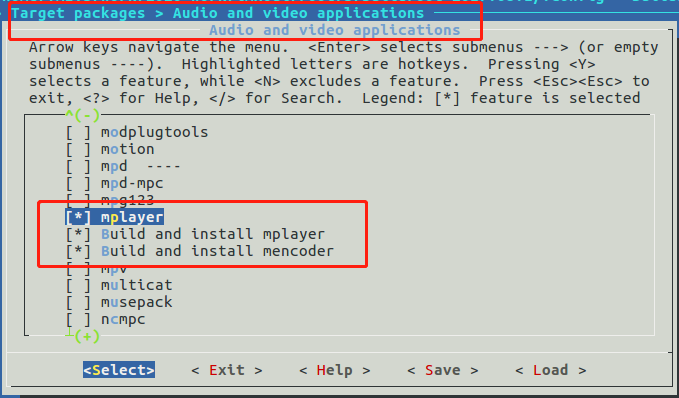 Target packages > Audio and video applications
Audio and video applications
Arrow keys navigate the menu.  <Enter> selects submenus ---> (or empty
submenus ----).  Highlighted letters are hotkeys.  Pressing <Y>
selects a feature, while <N> excludes a feature.  Press <Esc><Esc> to
exit, <?> for Help, </> for Search.  Legend: [*] feature is selected
^(-)
[ ] modplugtools
[ ] motion
[ ] mpd  ----
[ ] mpd-mpc
[ ] mpg123
[*] mplayer
[*] Build and install mplayer
[*] Build and install mencoder
[ ] mpv
[ ] multicat
[ ] musepack
[ ] ncmpc
(+)
<Select>    < Exit >    < Help >    < Save >    < Load >